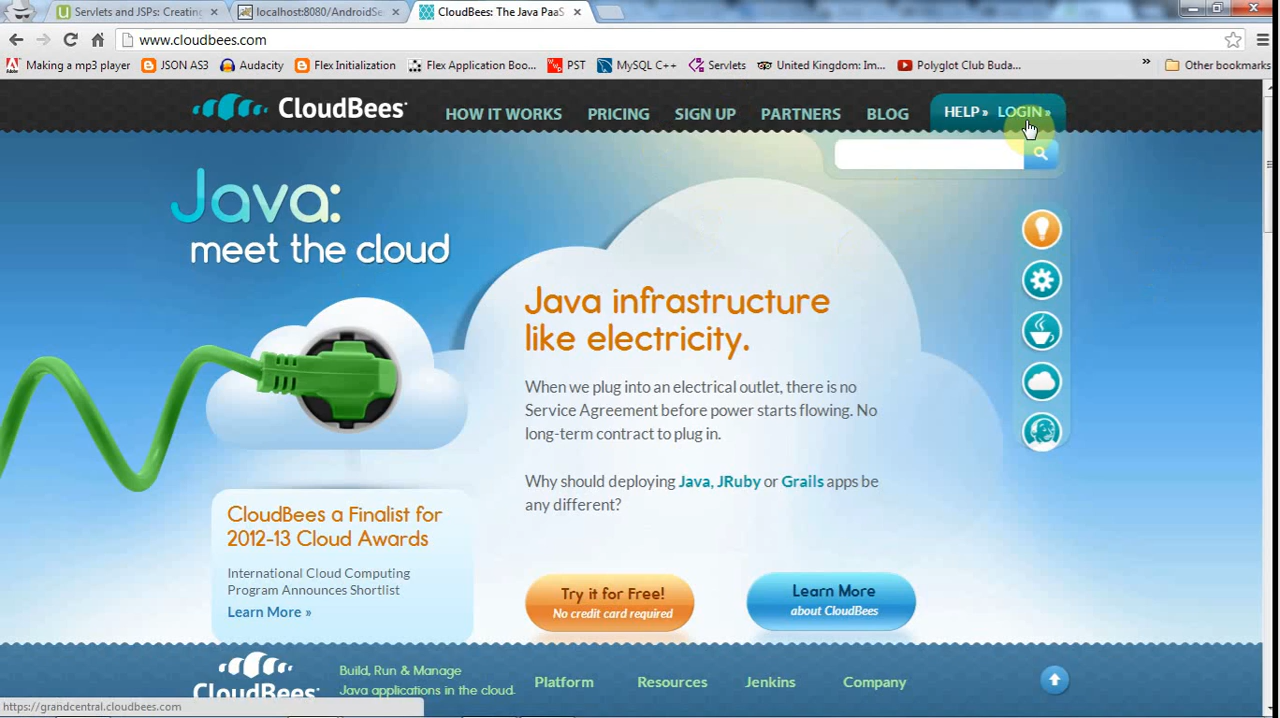 Servlets and JSPs: Creatin
localhost:8080/AndroidSe
CloudBees: The Java PaaS
www.cloudbees.com
Making a mp3 player
JSON AS3
Audacity
Flex Initialization
Flex Application Boo...
PST
MySQL C++
Servlets
United Kingdom: Im...
Polyglot Club Buda...
»
Other bookmarks
CloudBees
HOW IT WORKS
PRICING
SIGN UP
PARTNERS
BLOG
HELP »
LOGIN »
Java:
meet the cloud
Java infrastructure
like electricity.
When we plug into an electrical outlet, there is no
Service Agreement before power starts flowing. No
long-term contract to plug in.
Why should deploying Java, JRuby or Grails apps be
any different?
CloudBees a Finalist for
2012-13 Cloud Awards
International Cloud Computing
Program Announces Shortlist
Learn More »
Try it for Free!
No credit card required
Learn More
about CloudBees
CloudBees
Build, Run & Manage
Java applications in the cloud.
Platform
Resources
Jenkins
Company
https://grandcentral.cloudbees.com